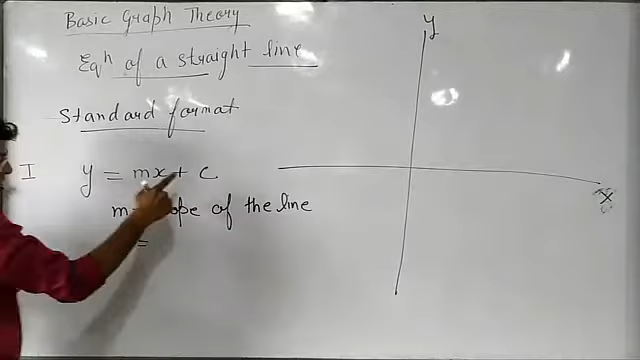 Basic Graph Theory
Eqn of a straight line
Standard format
I y = mx + c
m = slope of the line
=
y
x